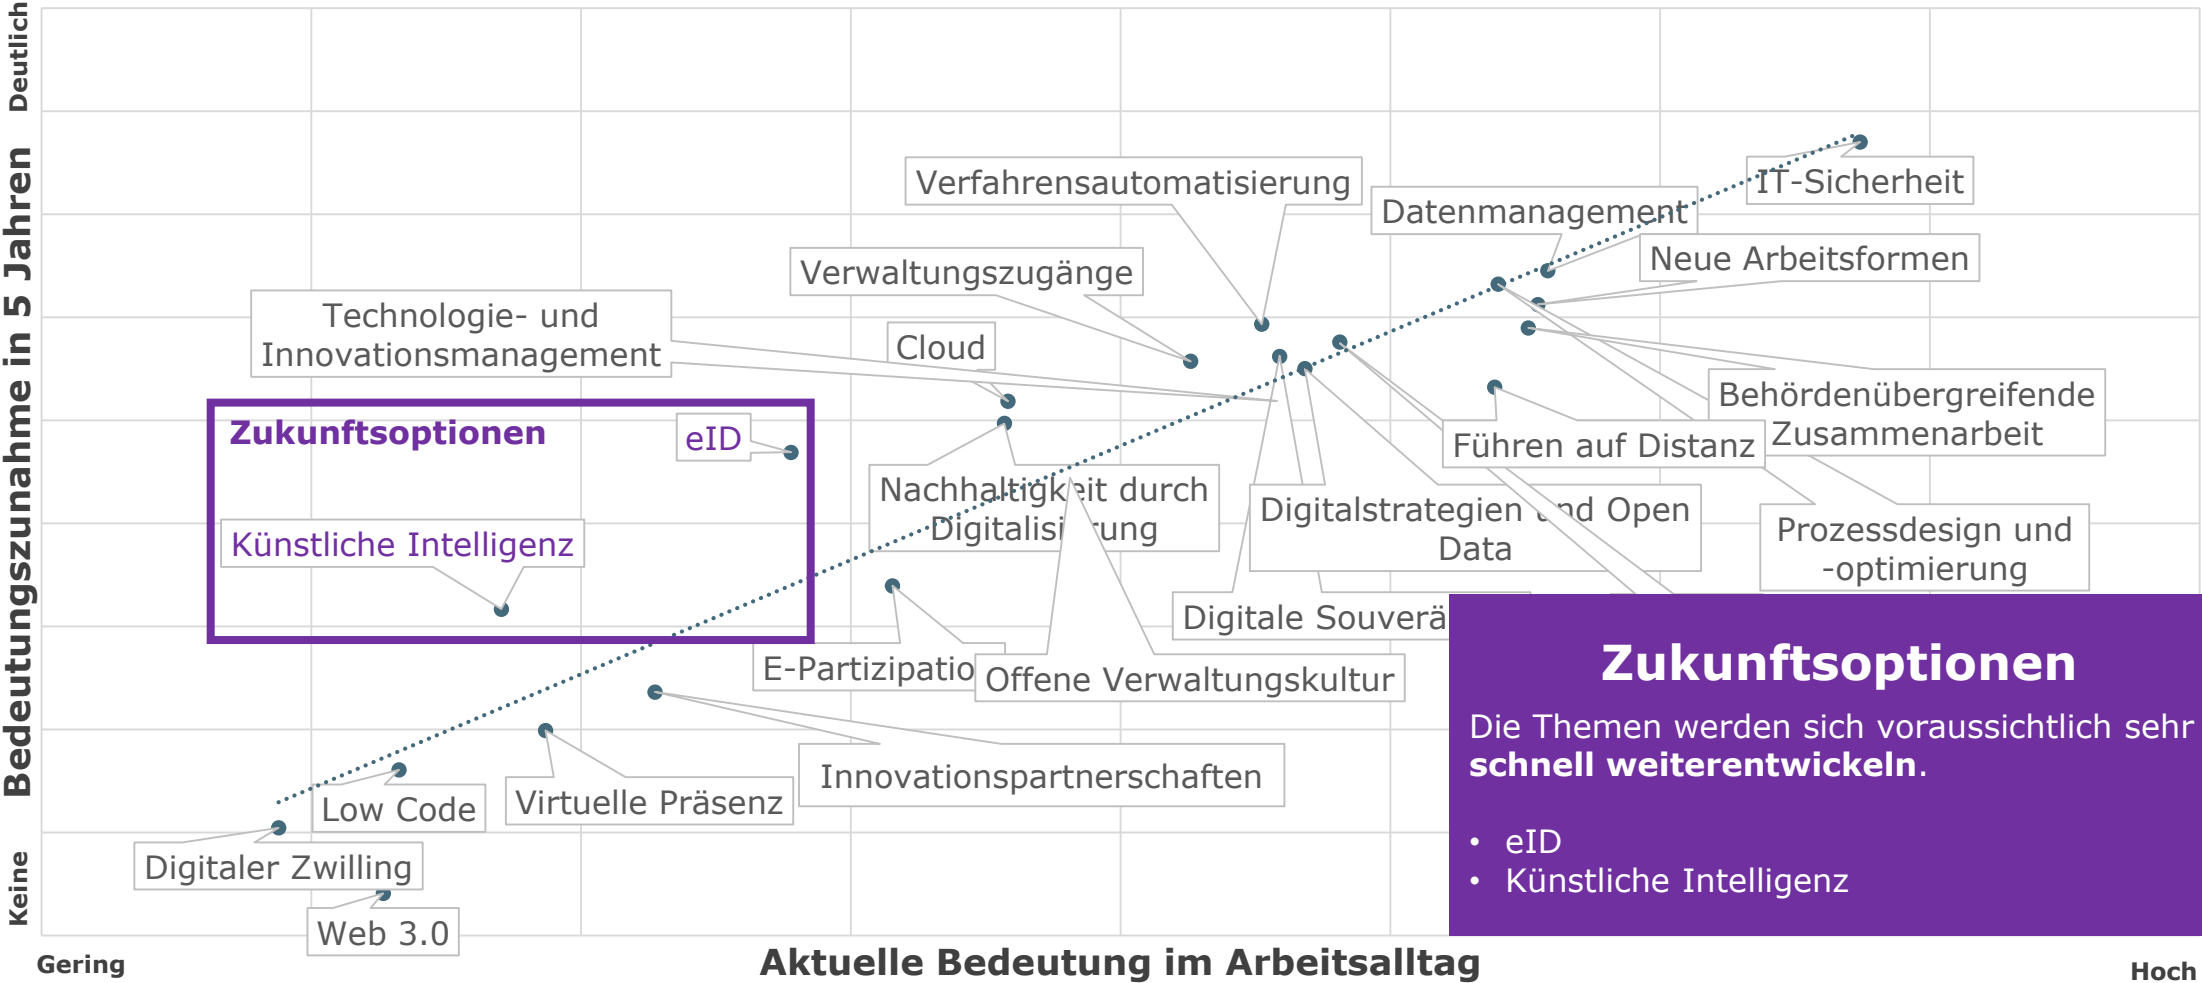 Deutlich
Bedeutungszunahme in 5 Jahren
Keine
Verfahrensautomatisierung
IT-Sicherheit
Datenmanagement
Neue Arbeitsformen
Verwaltungszugänge
Technologie- und
Innovationsmanagement
Cloud
Behördenübergreifende
Zusammenarbeit
Führen auf Distanz
Zukunftsoptionen
eID
Künstliche Intelligenz
Nachhaltigkeit durch
Digitalisierung
Digitalstrategien und Open
Data
Prozessdesign und
-optimierung
Digitale Souverä
E-Partizipatio
Offene Verwaltungskultur
Innovationspartnerschaften
Virtuelle Präsenz
Low Code
Digitaler Zwilling
Web 3.0
Zukunftsoptionen
Die Themen werden sich voraussichtlich sehr
schnell weiterentwickeln.
• eID
• Künstliche Intelligenz
Gering
Aktuelle Bedeutung im Arbeitsalltag
Hoch